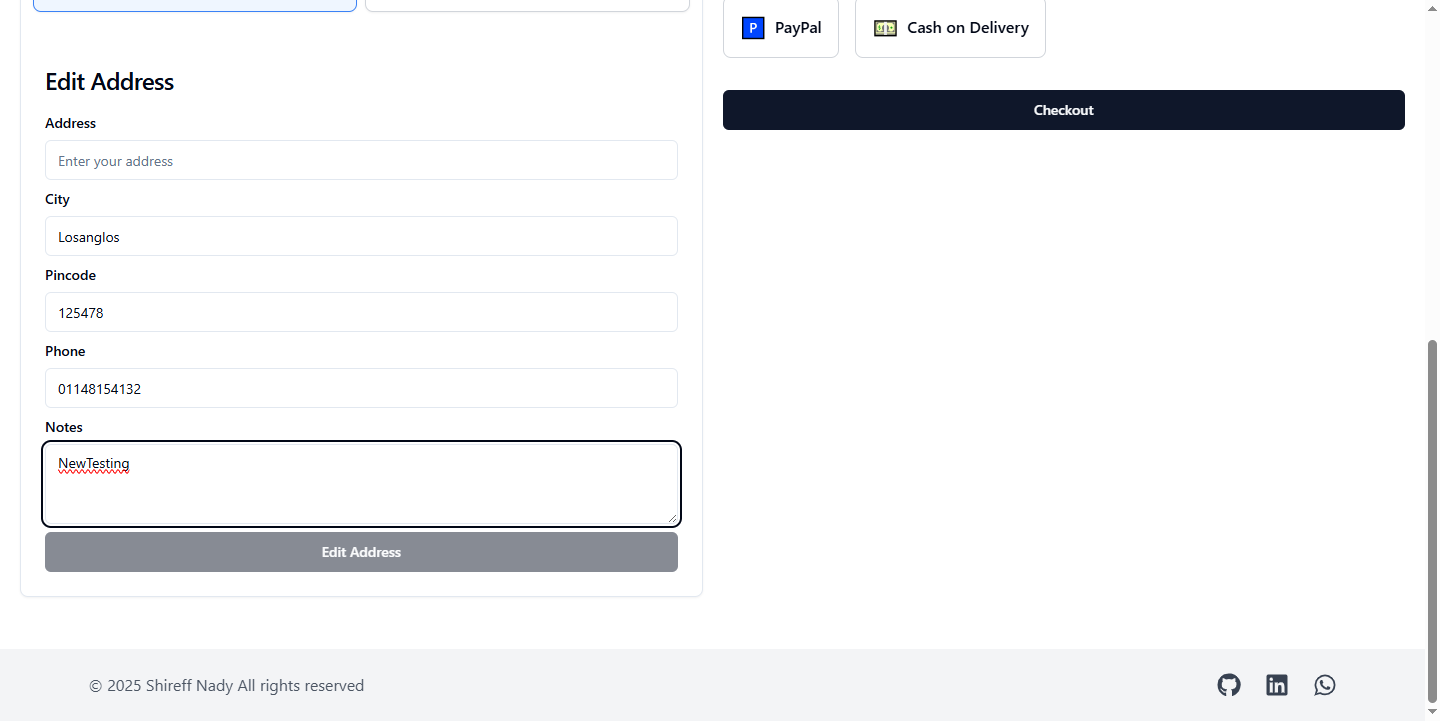 Edit Address
Address
Enter your address
City
Losanglos
Pincode
125478
Phone
01148154132
Notes
NewTesting
Edit Address
P PayPal
Cash on Delivery
Checkout
© 2025 Shireff Nady All rights reserved
in